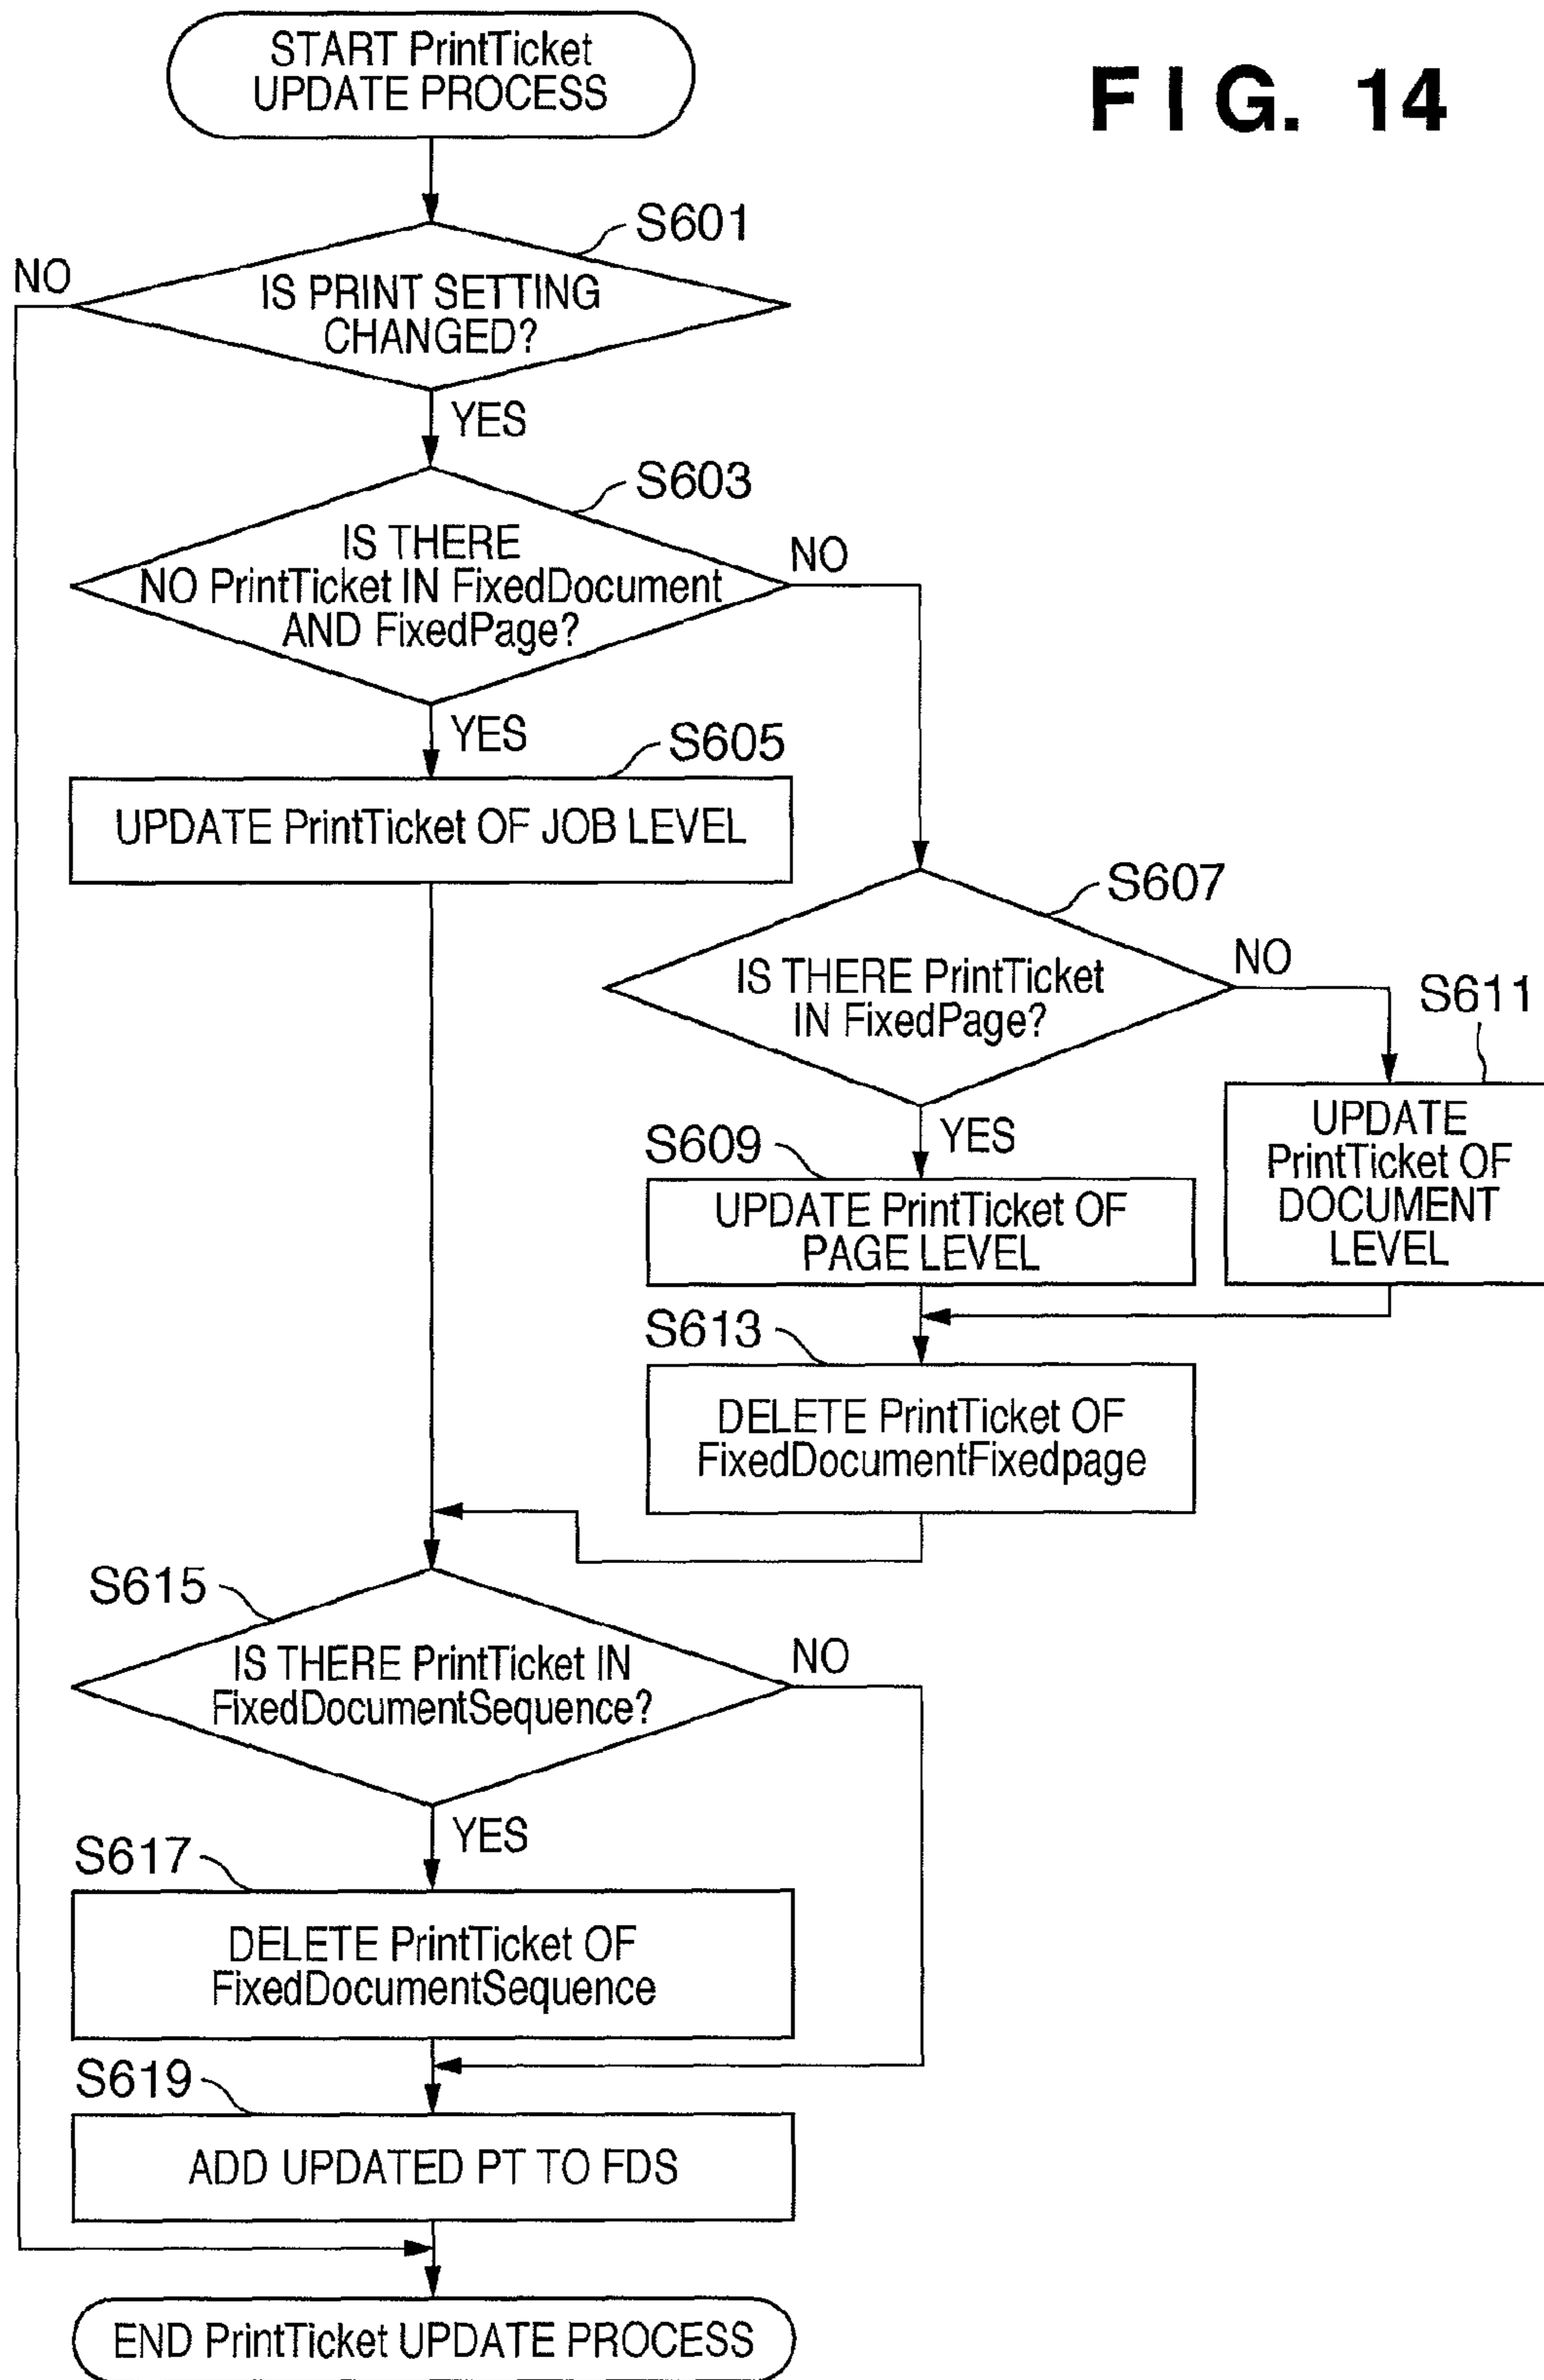 START PrintTicket
UPDATE PROCESS
FIG. 14
S601
NO
IS PRINT SETTING
CHANGED?
YES
S603
IS THERE
NO PrintTicket IN FixedDocument
AND FixedPage?
NO
YES
S605
UPDATE PrintTicket OF JOB LEVEL
S607
IS THERE PrintTicket
IN FixedPage?
NO
S611
UPDATE
PrintTicket OF
DOCUMENT
LEVEL
YES
S609
UPDATE PrintTicket OF
PAGE LEVEL
S613
DELETE PrintTicket OF
FixedDocumentFixedpage
S615
IS THERE PrintTicket IN
FixedDocumentSequence?
NO
YES
S617
DELETE PrintTicket OF
FixedDocumentSequence
S619
ADD UPDATED PT TO FDS
END PrintTicket UPDATE PROCESS